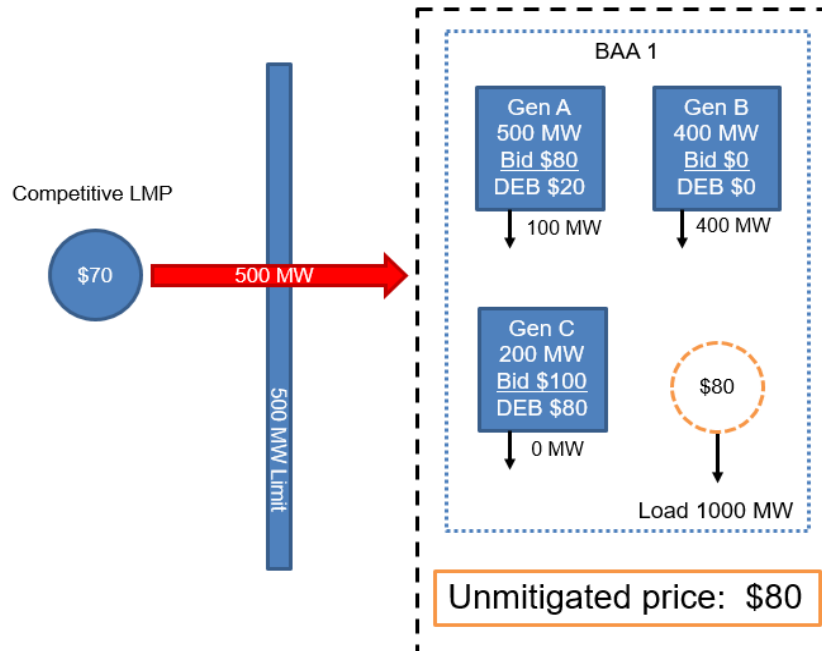 Competitive LMP
$70
500 MW
500 MW Limit
BAA 1
Gen A
500 MW
Bid $80
DEB $20
100 MW
Gen B
400 MW
Bid $0
DEB $0
400 MW
Gen C
200 MW
Bid $100
DEB $80
0 MW
$80
Load 1000 MW
Unmitigated price: $80